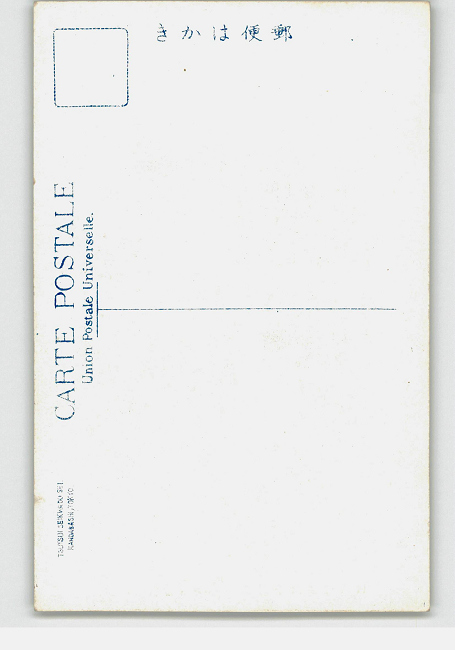 きかは便郵
CARTE POSTALE
Union Postale Universelle.